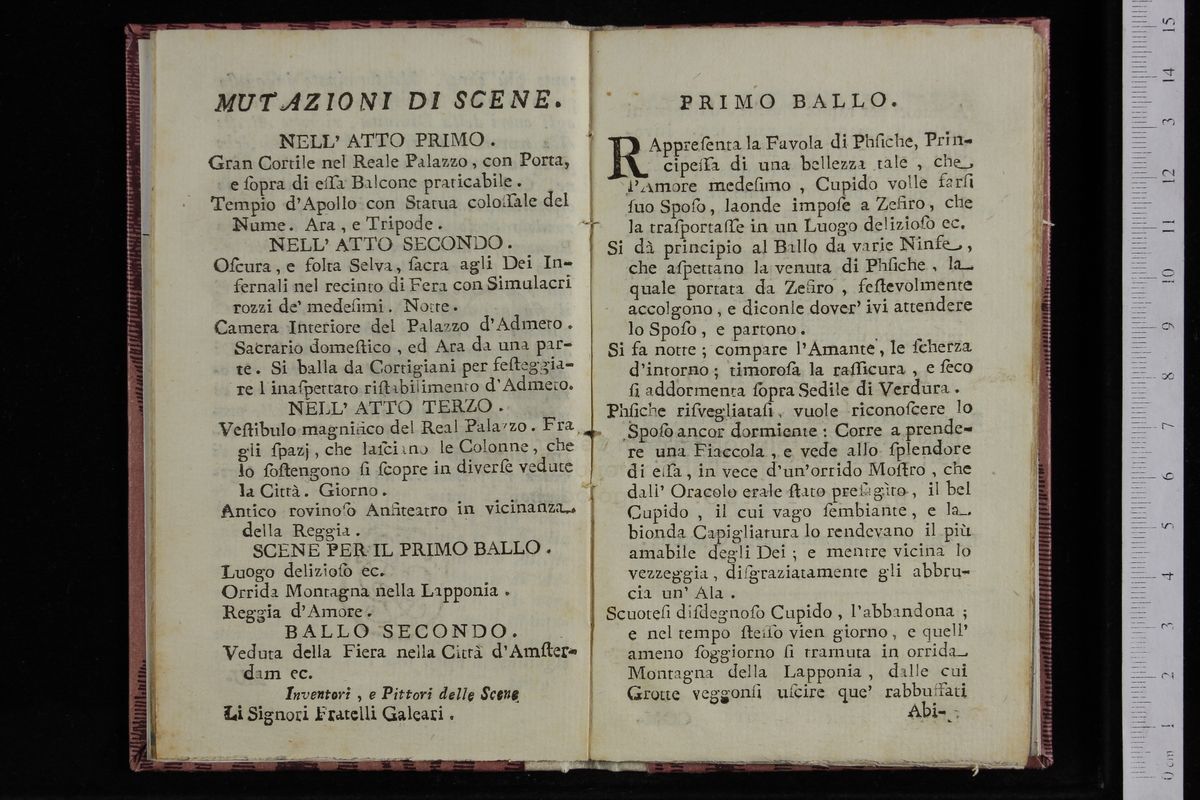 MUTAZIONI DI SCENE.
NELL' ATTO PRIMO.
Gran Cortile nel Reale Palazzo, con Porta,
e ſopra di eſſa Balcone praticabile.
Tempio d'Apollo con Statua coloſſale del
Nume. Ara, e Tripode.
NELL' ATTO SECONDO.
Oſcura, e folta Selva, ſacra agli Dei In-
fernali nel recinto di Fera con Simulacri
rozzi de' medeſimi. Notte.
Camera Interiore del Palazzo d'Admeto.
Sacrario domeſtico, ed Ara da una par-
te. Si balla da Cortigiani per feſteggia-
re l inaſpettato riſtabilimento d'Admeto.
NELL' ATTO TERZO.
Veſtibulo magnifico del Real Palazzo. Fra
gli ſpazj, che laſciano le Colonne, che
lo ſoſtengono ſi ſcopre in diverſe vedute
la Città. Giorno.
Antico rovinoſo Anfiteatro in vicinanza
della Reggia.
SCENE PER IL PRIMO BALLO.
Luogo delizioſo ec.
Orrida Montagna nella Lapponia.
Reggia d'Amore.
BALLO SECONDO.
Veduta della Fiera nella Città d'Amſter-
dam ec.
Inventori, e Pittori delle Scene
Li Signori Fratelli Galeari.
PRIMO BALLO.
RAppreſenta la Favola di Phſiche, Prin-
cipeſſa di una bellezza tale, che
l'Amore medeſimo, Cupido volle farſi
ſuo Spoſo, laonde impoſe a Zefiro, che
la traſportaſſe in un Luogo delizioſo ec.
Si dà principio al Ballo da varie Ninfe,
che aſpettano la venuta di Phſiche, la
quale portata da Zefiro, feſtevolmente
accolgono, e diconle dover' ivi attendere
lo Spoſo, e partono.
Si fa notte; compare l'Amante, le ſcherza
d'intorno; timoroſa la raſſicura, e ſeco
ſi addormenta ſopra Sedile di Verdura.
Phſiche riſvegliataſi, vuole riconoſcere lo
Spoſo ancor dormiente: Corre a prende-
re una Fiaccola, e vede allo ſplendore
di eſſa, in vece d'un'orrido Moſtro, che
dall' Oracolo erale ſtato preſagito, il bel
Cupido, il cui vago ſembiante, e la
bionda Capigliatura lo rendevano il più
amabile degli Dei; e mentre vicina lo
vezzeggia, diſgraziatamente gli abbru-
cia un' Ala.
Scuoteſi diſdegnoſo Cupido, l'abbandona;
e nel tempo ſteſſo vien giorno, e quell'
ameno ſoggiorno ſi tramuta in orrida
Montagna della Lapponia, dalle cui
Grotte veggonſi uſcire que' rabbuffati
Abi-